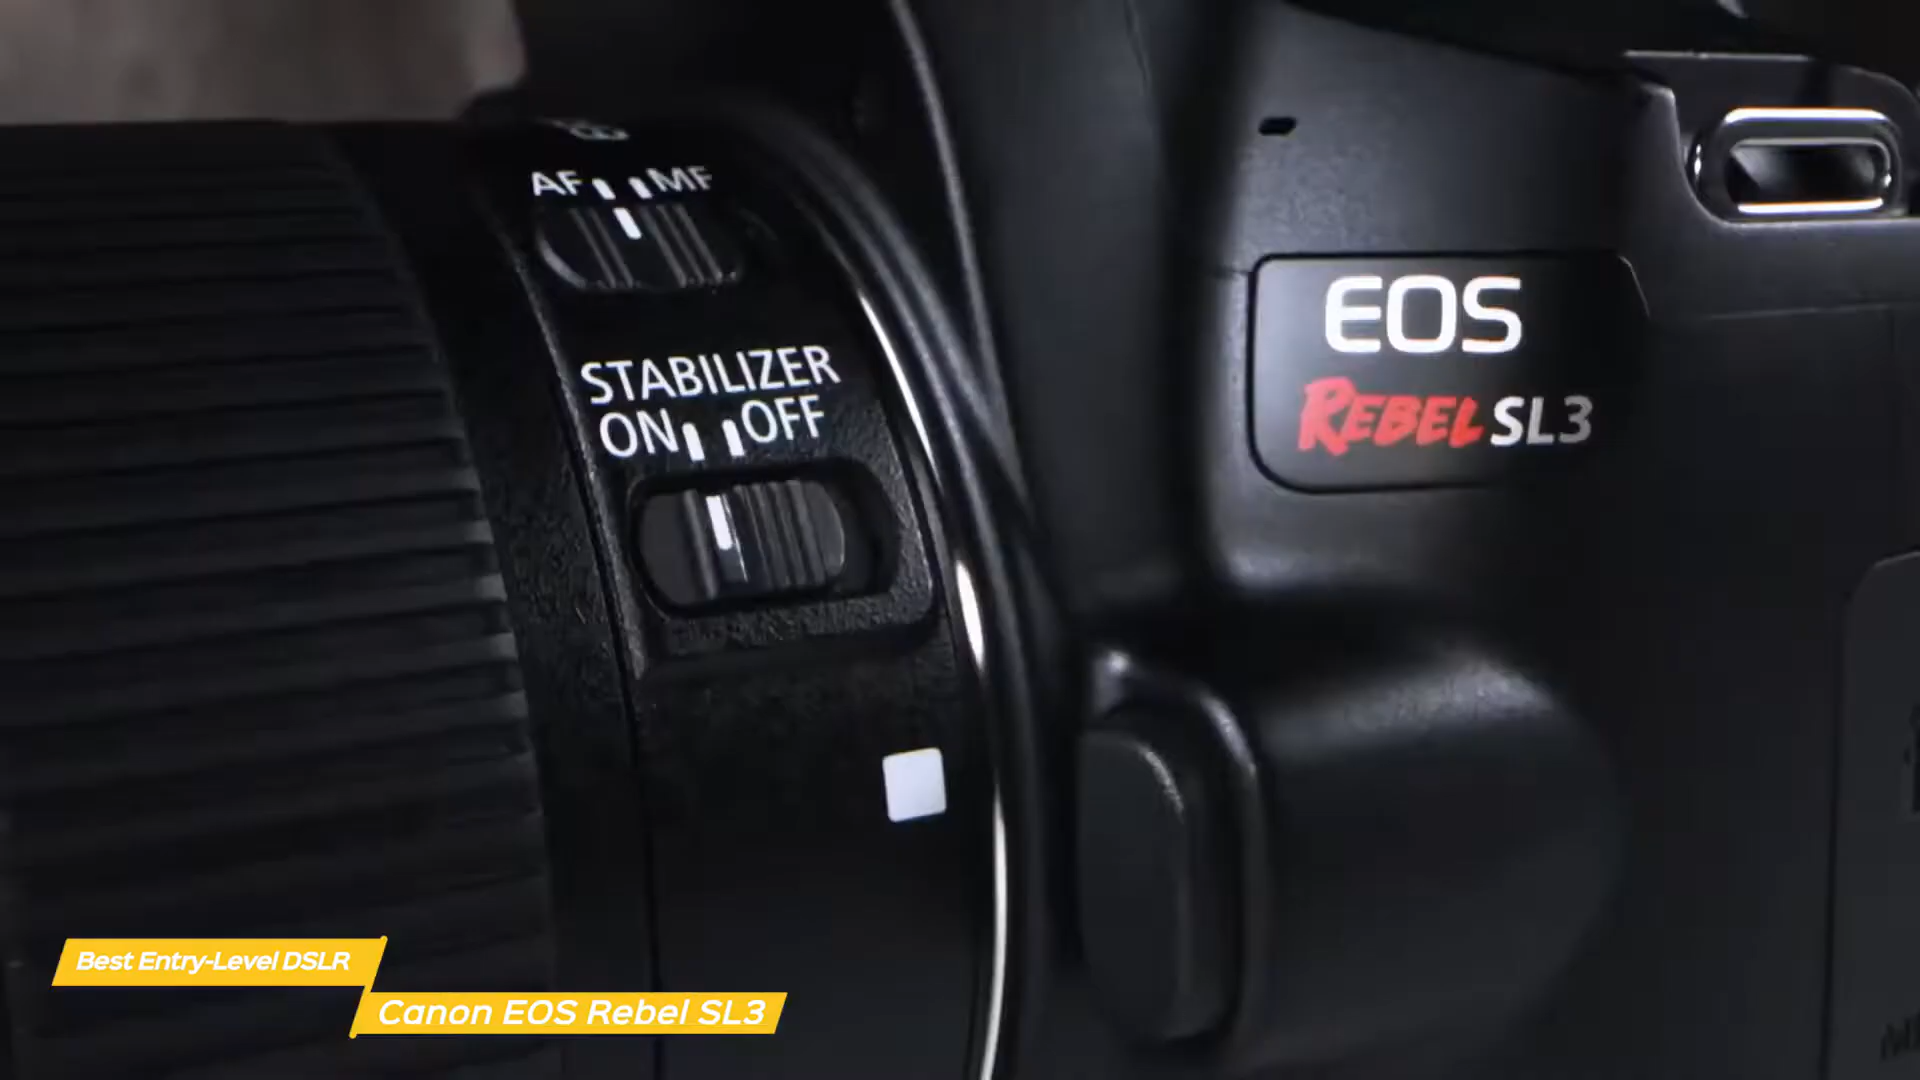 AF MF
STABILIZER
ON OFF
EOS
REBEL SL3
Best Entry-Level DSLR
Canon EOS Rebel SL3